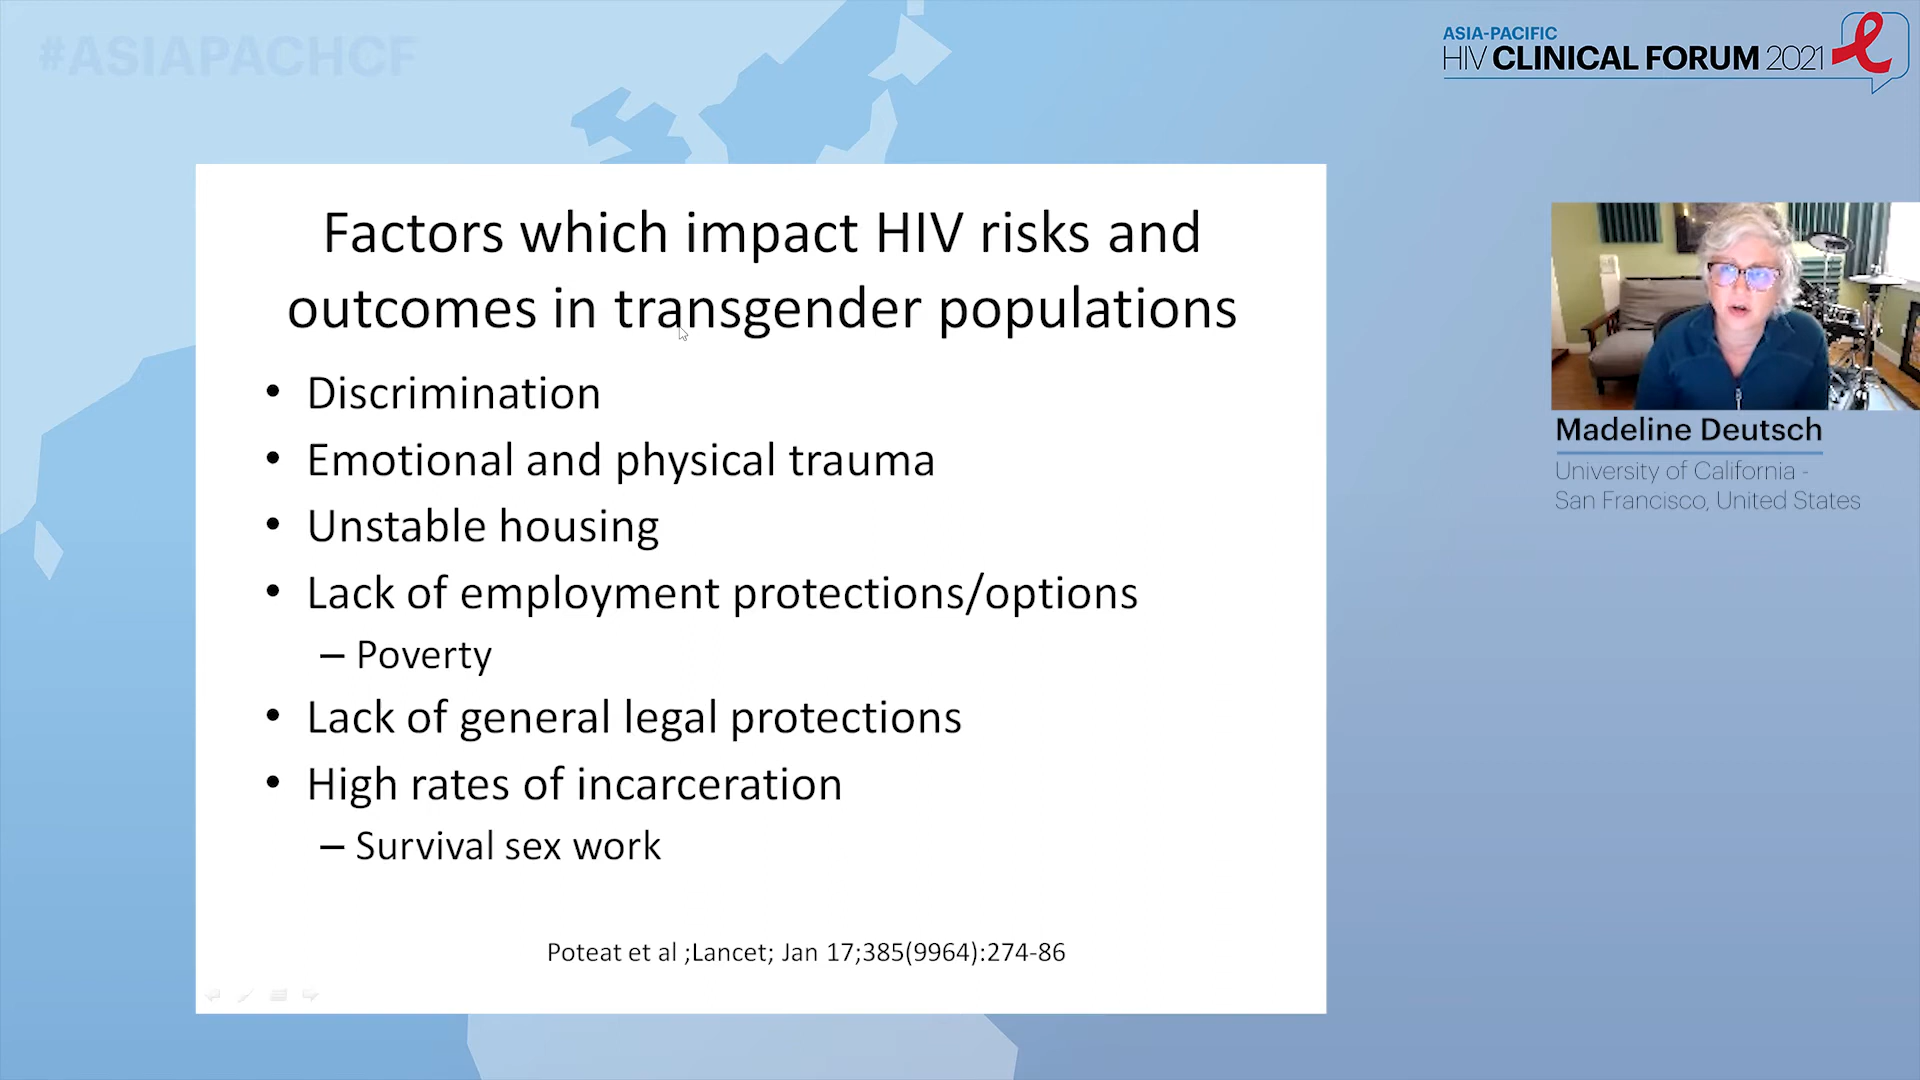 #ASIAPACHCF
ASIA-PACIFIC
HIV CLINICAL FORUM 2021
Factors which impact HIV risks and
outcomes in transgender populations
• Discrimination
• Emotional and physical trauma
• Unstable housing
• Lack of employment protections/options
– Poverty
• Lack of general legal protections
• High rates of incarceration
– Survival sex work
Poteat et al ;Lancet; Jan 17;385(9964):274-86
Madeline Deutsch
University of California -
San Francisco, United States